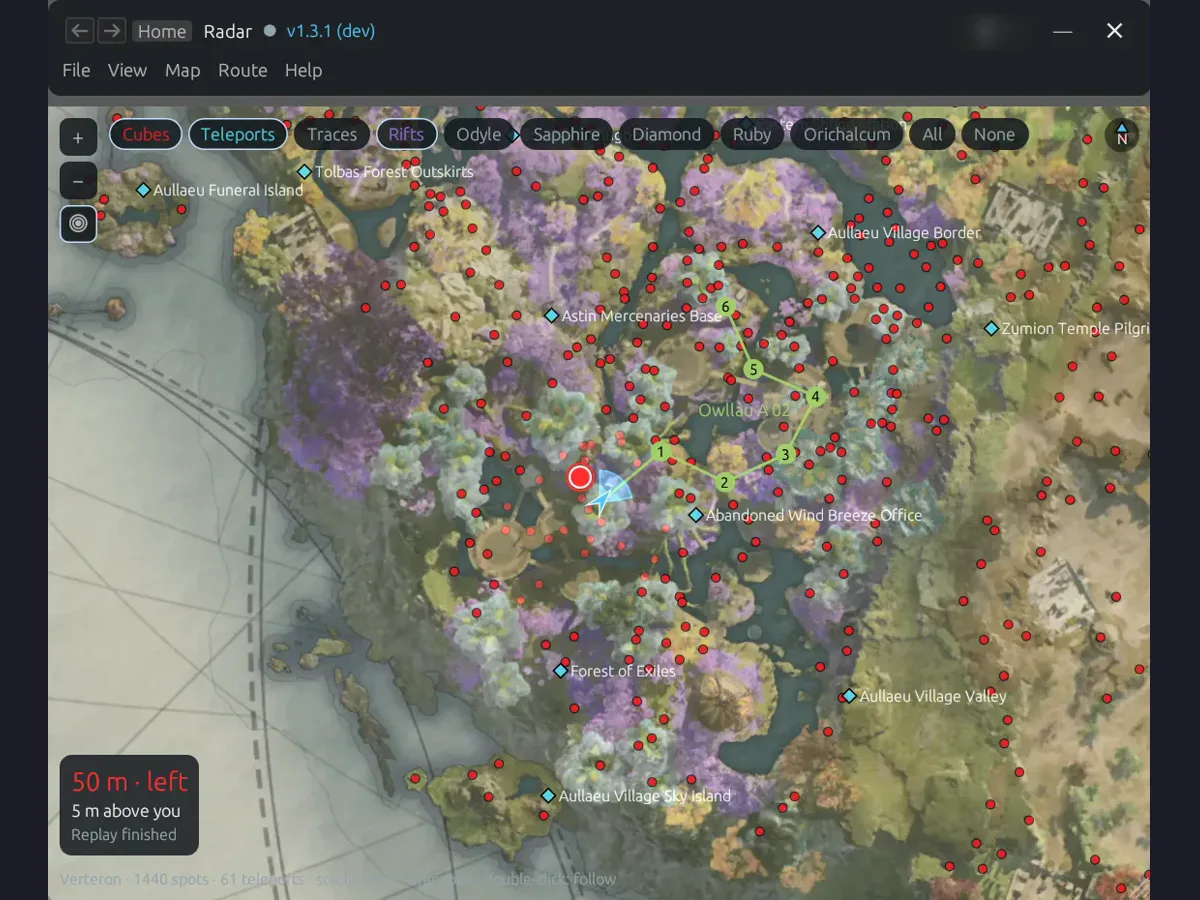 Home Radar v1.3.1 (dev)
File View Map Route Help
Cubes Teleports Traces Rifts Odyle Sapphire Diamond Ruby Orichalcum All None
+
N
Tolbas Forest Outskirts
−
Aullaeu Funeral Island
Aullaeu Village Border
6
Astin Mercenaries Base
Zumion Temple Pilgri
5
4
Owllau A 02
1
3
2
Abandoned Wind Breeze Office
Forest of Exiles
Aullaeu Village Valley
50 m · left
5 m above you
Replay finished
Aullaeu Village Sky Island
Verteron · 1440 spots · 61 teleports · double-click: follow